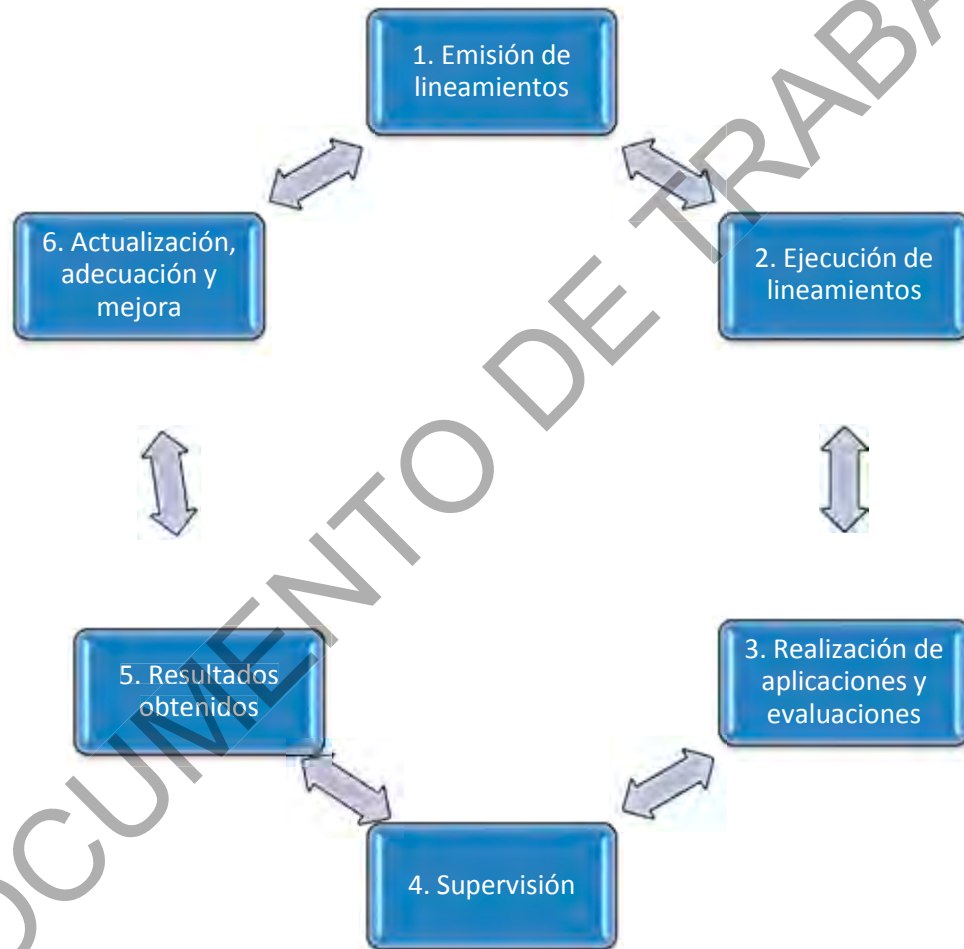 1. Emisión de
lineamientos
2. Ejecución de
lineamientos
3. Realización de
aplicaciones y
evaluaciones
4. Supervisión
5. Resultados
obtenidos
6. Actualización,
adecuación y
mejora
OCUMENTO DE TRABA